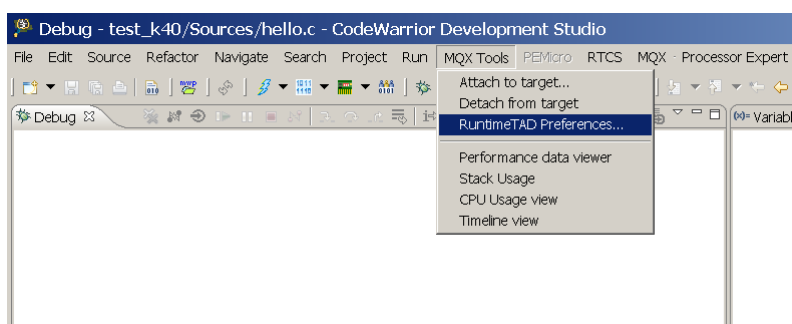 Debug - test_k40/Sources/hello.c - CodeWarrior Development Studio
File Edit Source Refactor Navigate Search Project Run MQX Tools PEMicro RTCS MQX Processor Expert
Attach to target...
Detach from target
Debug
RuntimeTAD Preferences...
(x)= Variabl
Performance data viewer
Stack Usage
CPU Usage view
Timeline view